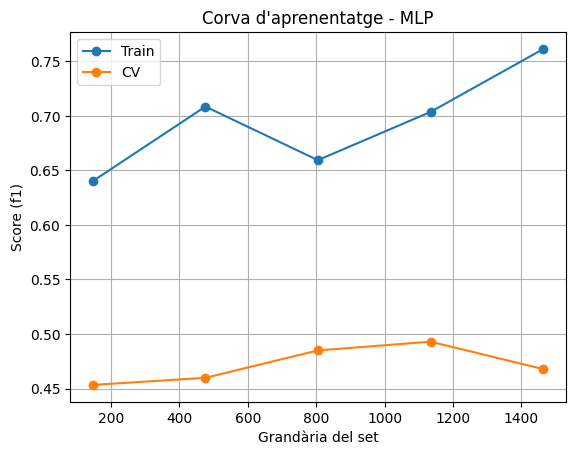 Corva d'aprenentatge - MLP
Train
CV
Score (f1)
0.75
0.70
0.65
0.60
0.55
0.50
0.45
200 400 600 800 1000 1200 1400
Grandària del set